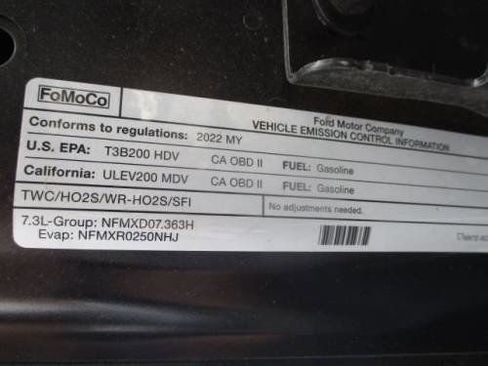 FoMoCo
Ford Motor Company
VEHICLE EMISSION CONTROL INFORMATION
Conforms to regulations: 2022 MY
U.S. EPA: T3B200 HDV CA OBD II FUEL: Gasoline
California: ULEV200 MDV CA OBD II FUEL: Gasoline
TWC/HO2S/WR-HO2S/SFI No adjustments needed.
7.3L-Group: NFMXD07.363H
Evap: NFMXR0250NHJ